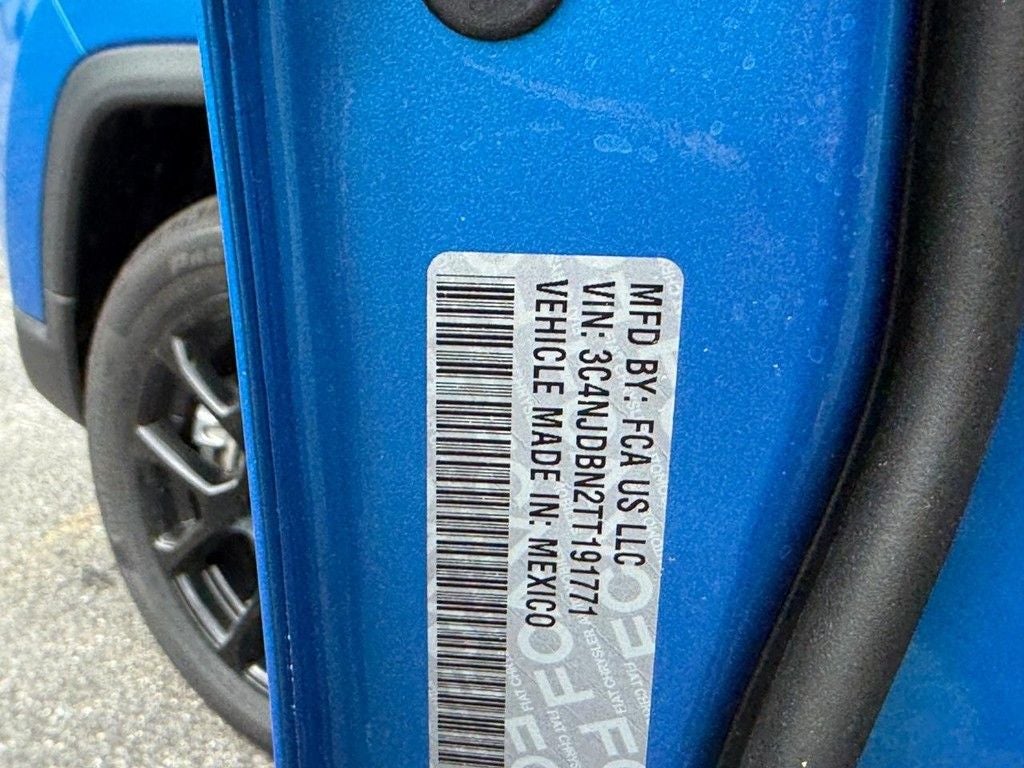 MFD BY: FCA US LLC
VIN: 3C4NJDBN2TT191771
VEHICLE MADE IN: MEXICO